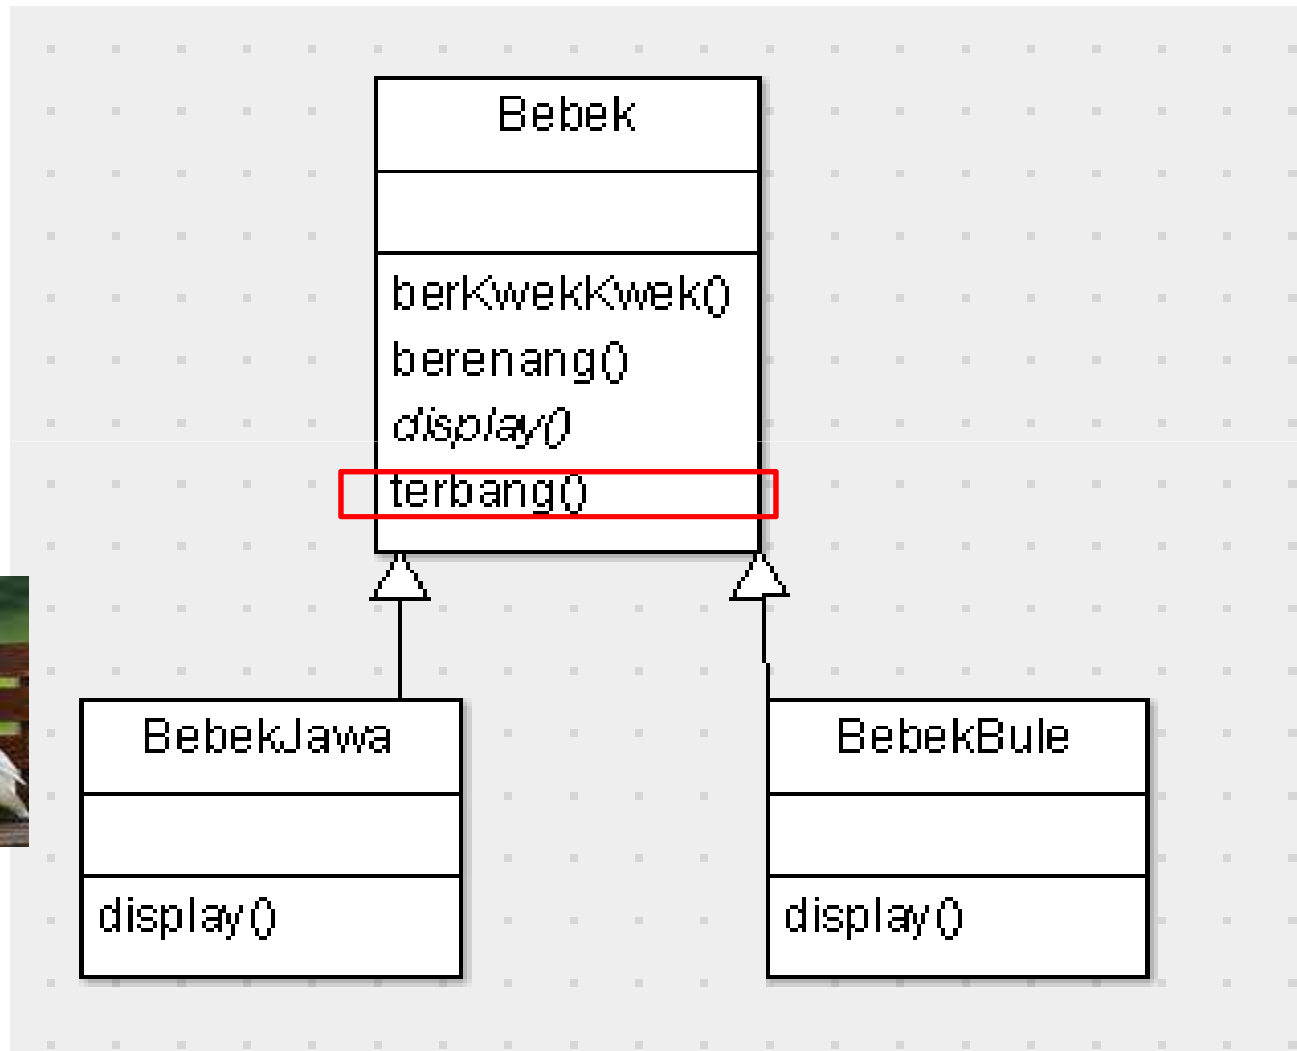 Bebek
berKwekKwek()
berenang()
display()
terbang()
BebekJawa
display()
BebekBule
display()